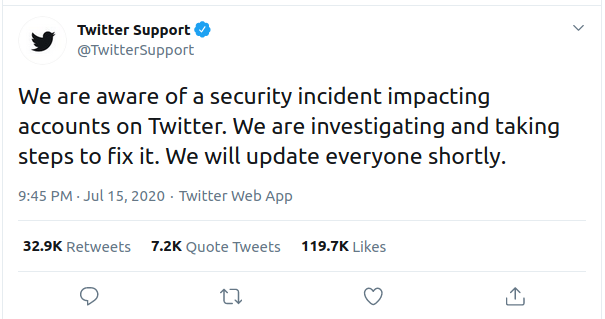 Twitter Support
@TwitterSupport
We are aware of a security incident impacting
accounts on Twitter. We are investigating and taking
steps to fix it. We will update everyone shortly.
9:45 PM · Jul 15, 2020 · Twitter Web App
32.9K Retweets 7.2K Quote Tweets 119.7K Likes